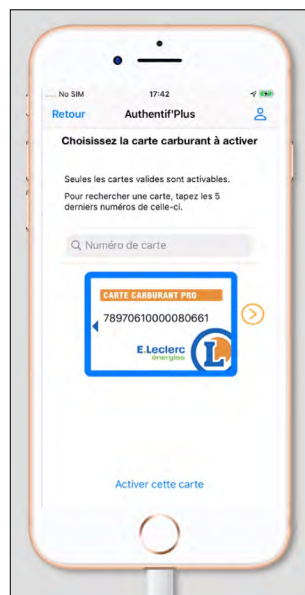 No SIM 17:42
Retour Authentif'Plus
Choisissez la carte carburant à activer
Seules les cartes valides sont activables.
Pour rechercher une carte, tapez les 5
derniers numéros de celle-ci.
Numéro de carte
CARTE CARBURANT PRO
78970610000080661
E.Leclerc
énergies
L
Activer cette carte